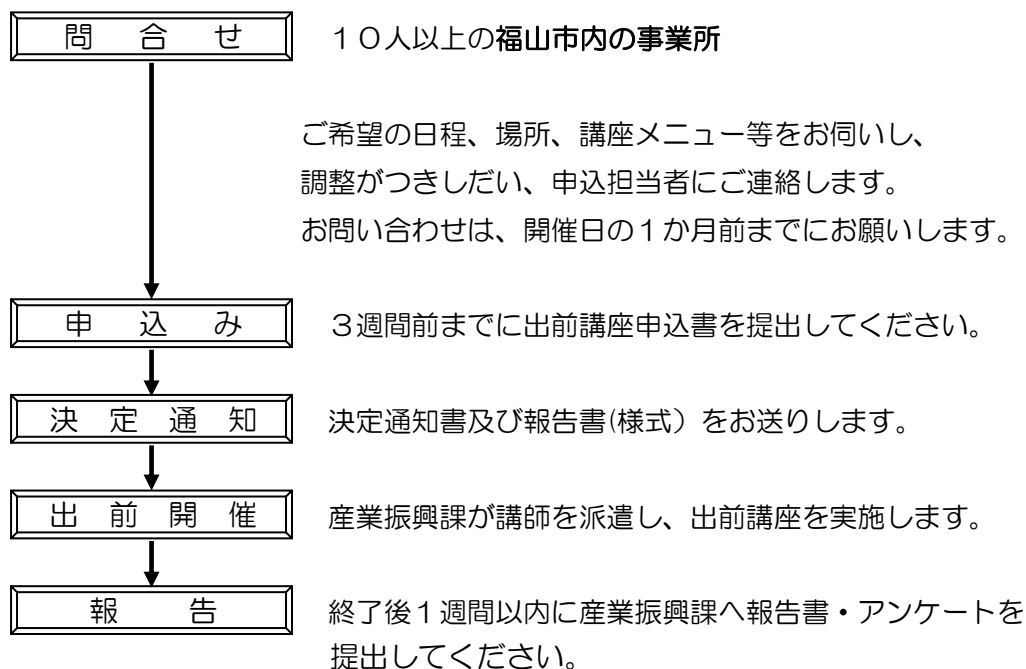 問合せ １０人以上の福山市内の事業所
ご希望の日程、場所、講座メニュー等をお伺いし、
調整がつきしだい、申込担当者にご連絡します。
お問い合わせは、開催日の１か月前までにお願いします。
申込み ３週間前までに出前講座申込書を提出してください。
決定通知 決定通知書及び報告書(様式）をお送りします。
出前開催 産業振興課が講師を派遣し、出前講座を実施します。
報告 終了後１週間以内に産業振興課へ報告書・アンケートを
提出してください。